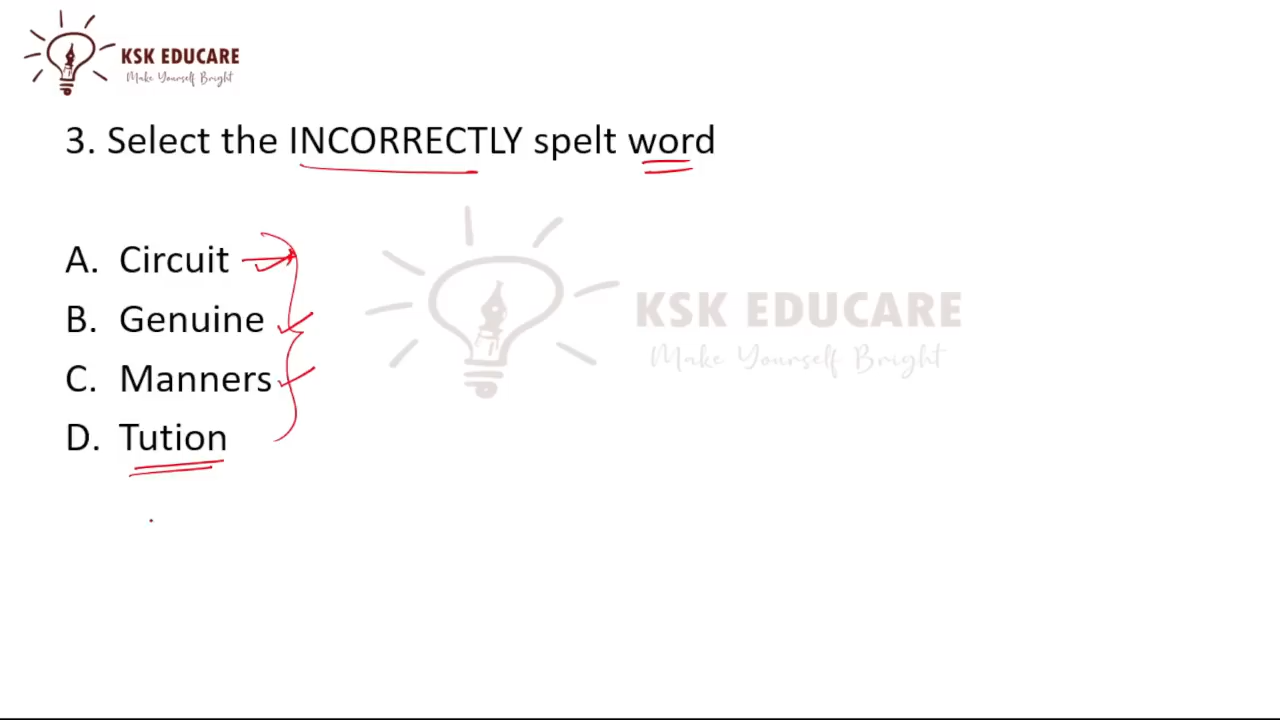 KSK EDUCARE
Make Yourself Bright
3. Select the INCORRECTLY spelt word
A. Circuit
B. Genuine
C. Manners
D. Tution
KSK EDUCARE
Make Yourself Bright